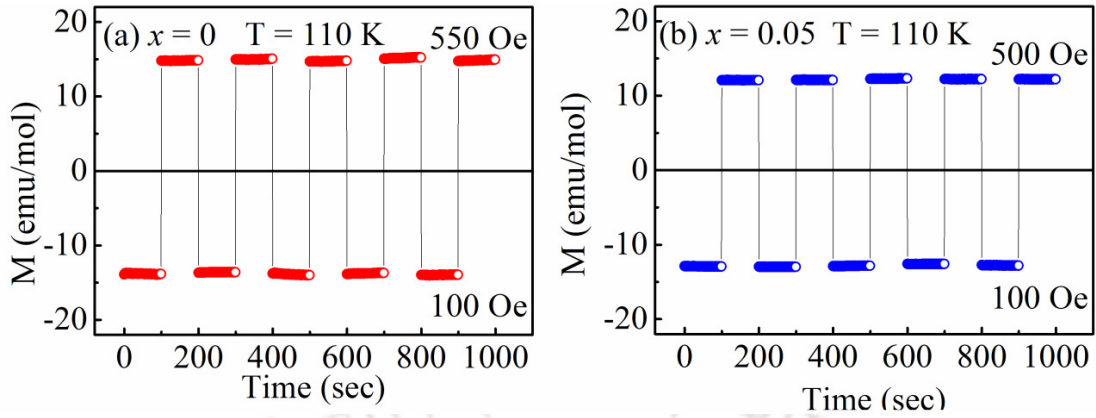 (a) x = 0 T = 110 K 550 Oe
20
10
0
-10
-20
M (emu/mol)
100 Oe
0 200 400 600 800 1000
Time (sec)
(b) x = 0.05 T = 110 K
500 Oe
20
10
0
-10
-20
M (emu/mol)
100 Oe
0 200 400 600 800 1000
Time (sec)